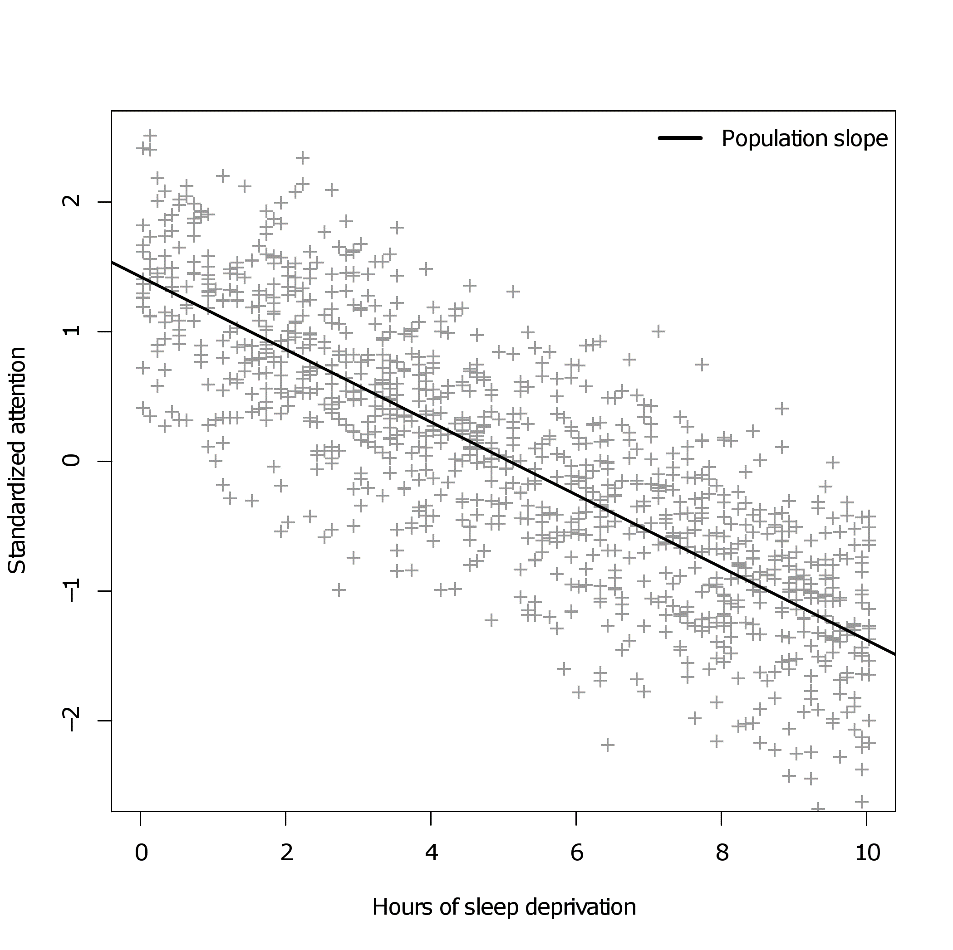 Population slope
Standardized attention
2
1
0
−1
−2
0 2 4 6 8 10
Hours of sleep deprivation